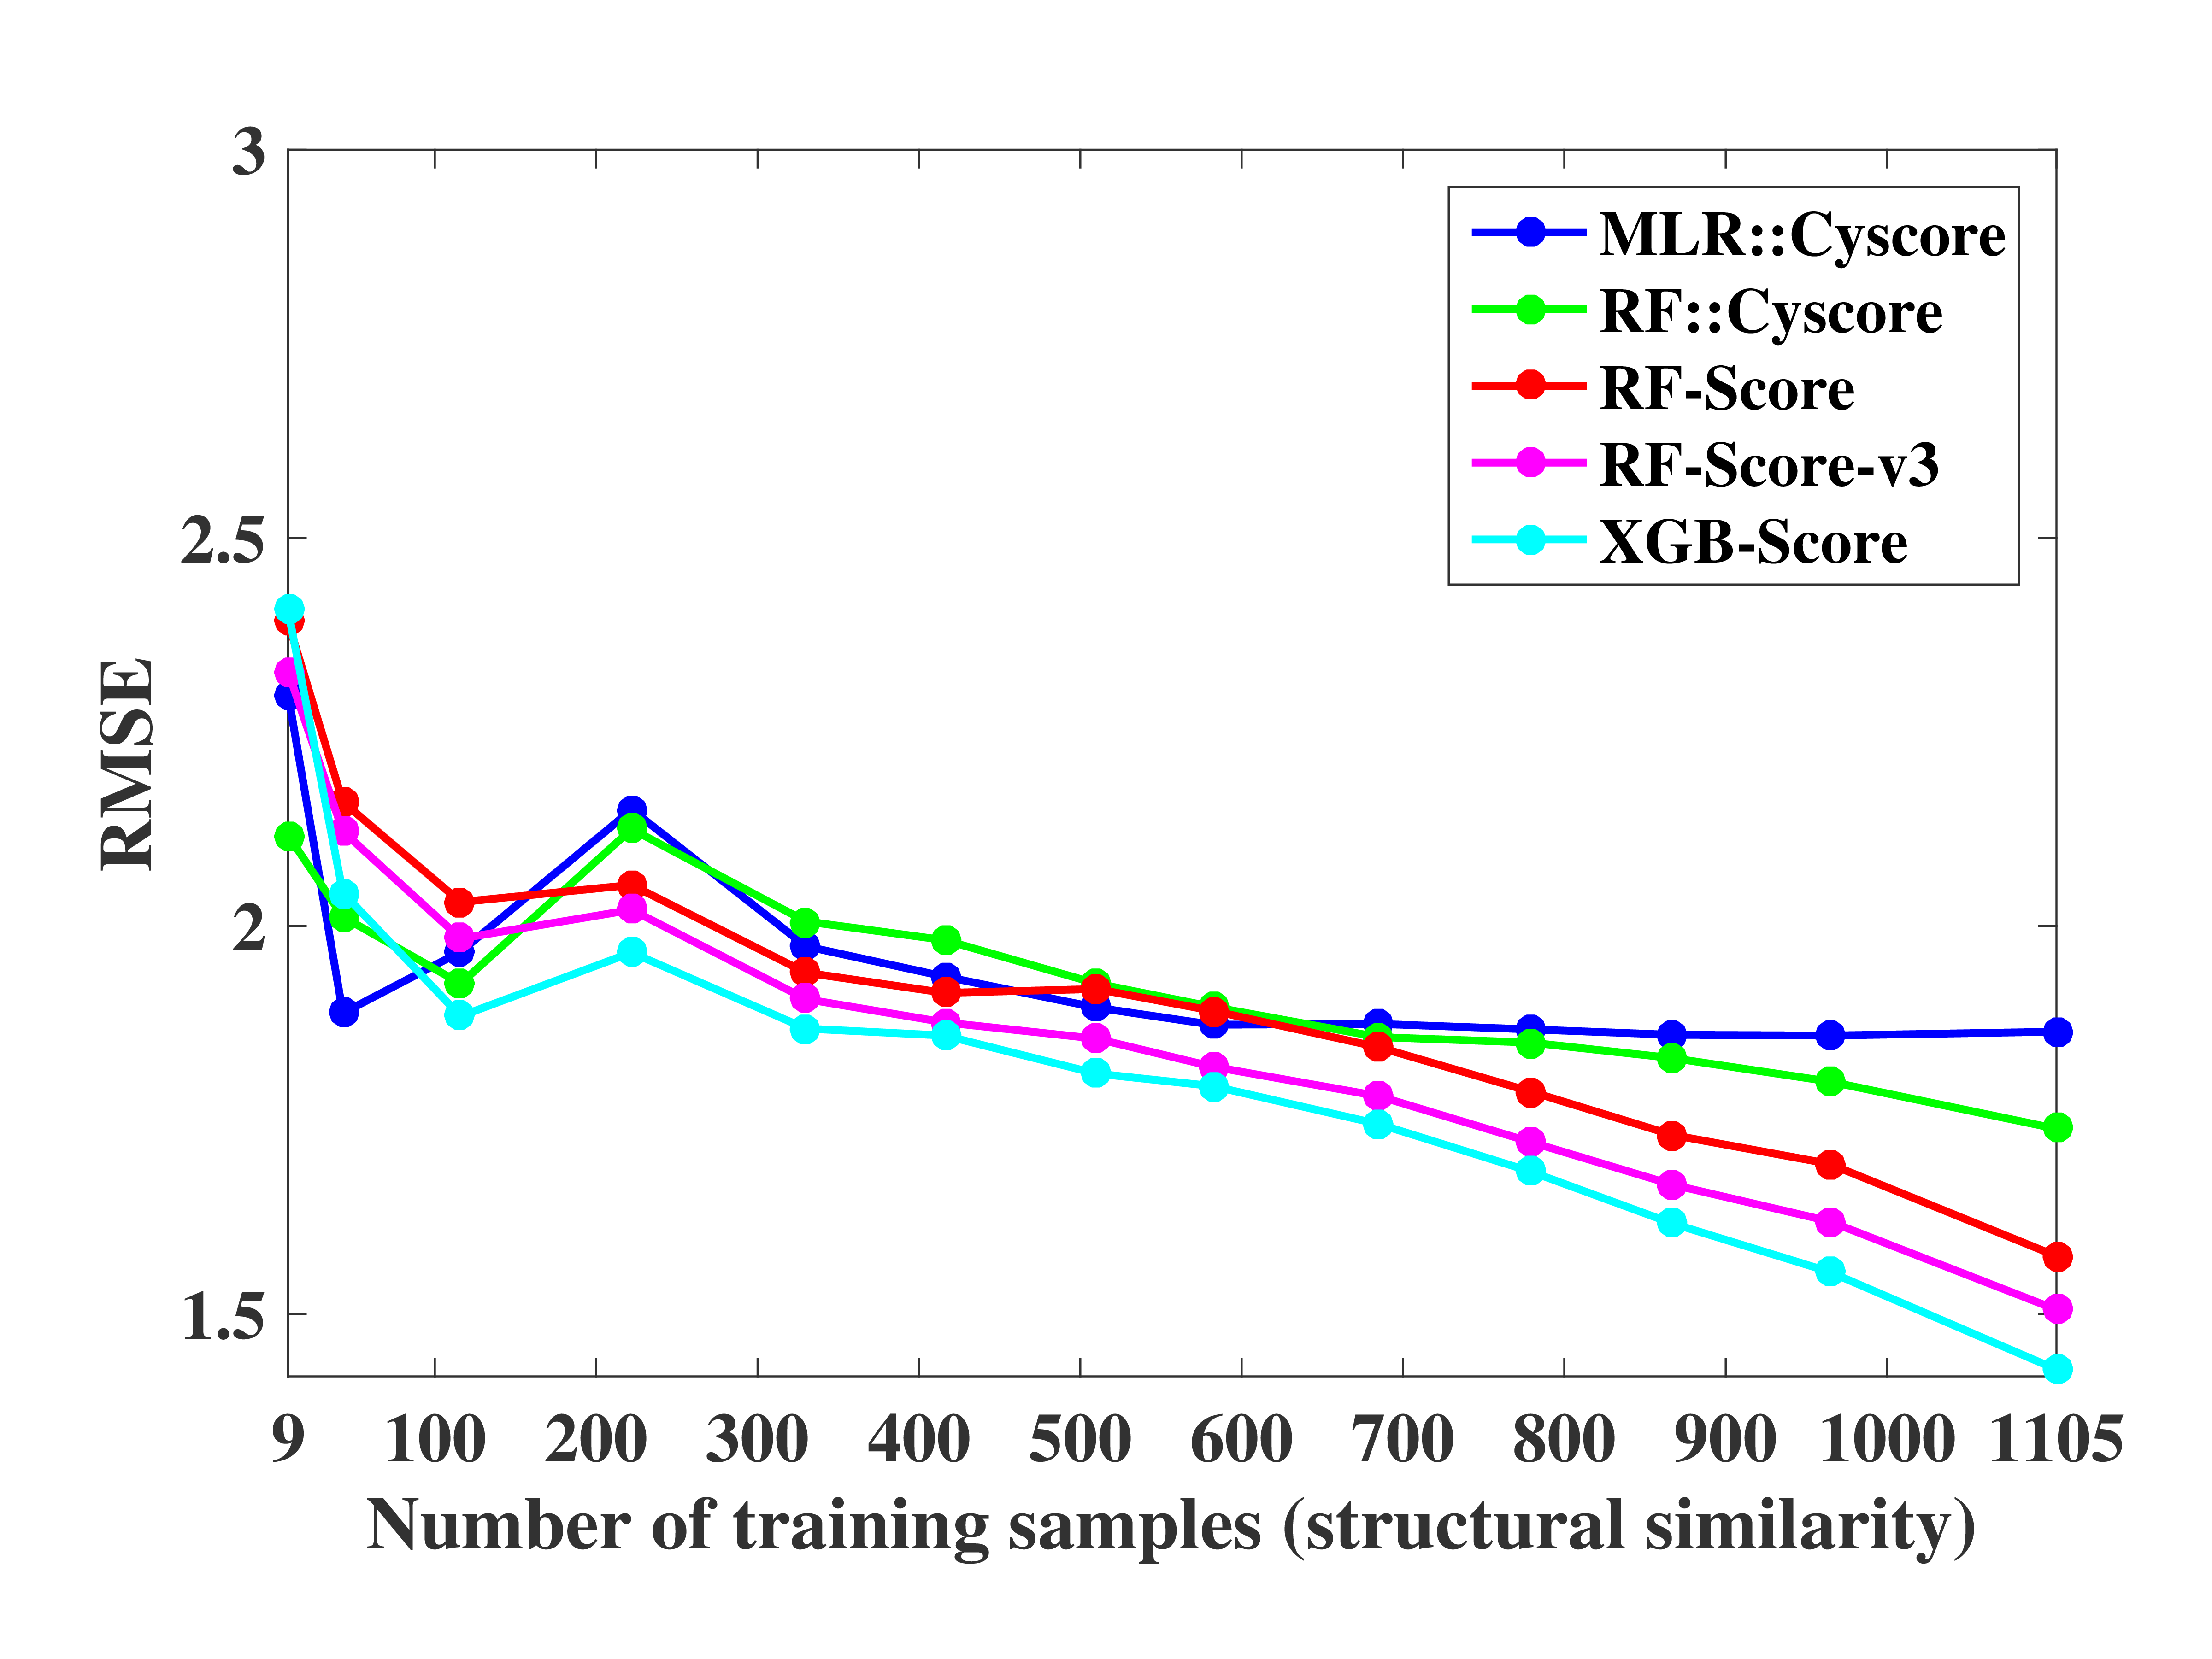 3
2.5
2
1.5
RMSE
MLR::Cyscore
RF::Cyscore
RF-Score
RF-Score-v3
XGB-Score
9 100 200 300 400 500 600 700 800 900 1000 1105
Number of training samples (structural similarity)